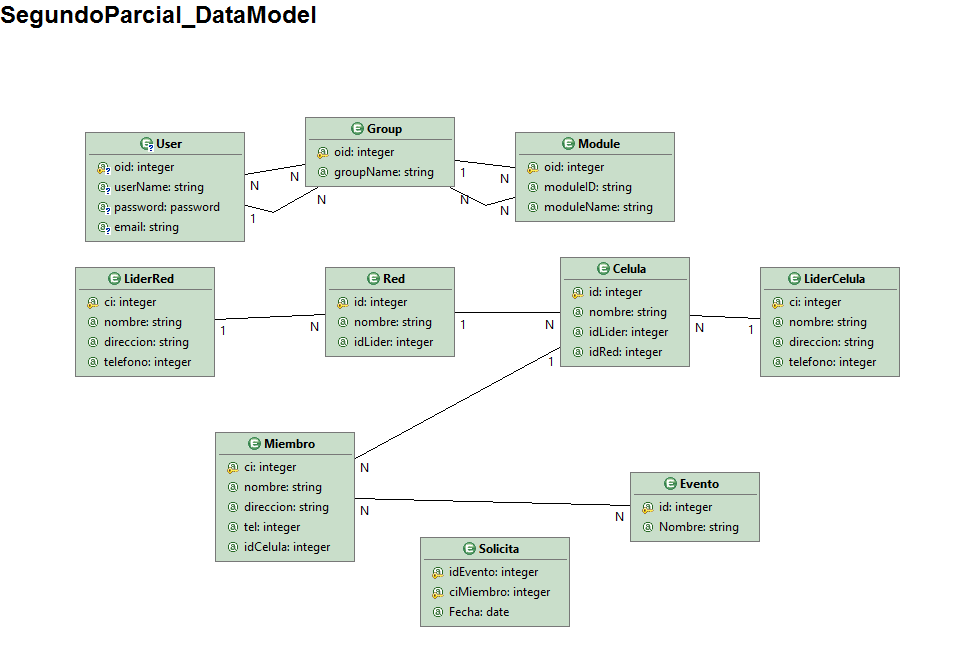 SegundoParcial_DataModel
User
oid: integer
userName: string
password: password
email: string
Group
oid: integer
groupName: string
Module
oid: integer
moduleID: string
moduleName: string
N
N
1
N
1
N
N
N
LiderRed
ci: integer
nombre: string
direccion: string
telefono: integer
1
N
Red
id: integer
nombre: string
idLider: integer
1
N
Celula
id: integer
nombre: string
idLider: integer
idRed: integer
N
1
LiderCelula
ci: integer
nombre: string
direccion: string
telefono: integer
1
N
Miembro
ci: integer
nombre: string
direccion: string
tel: integer
idCelula: integer
N
N
Evento
id: integer
Nombre: string
Solicita
idEvento: integer
ciMiembro: integer
Fecha: date